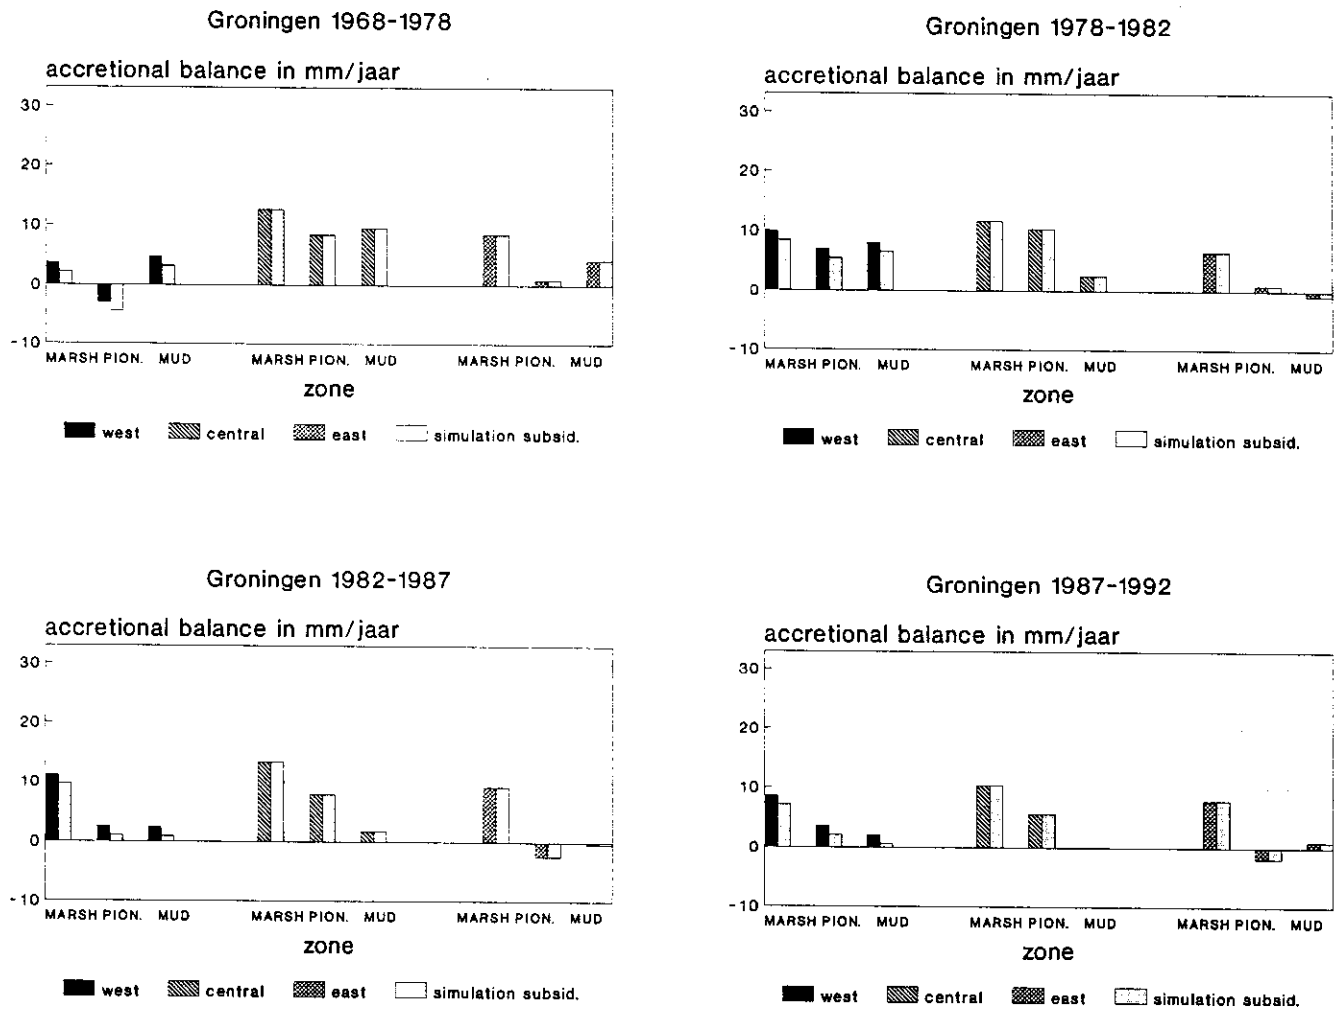 Groningen 1968-1978
accretional balance in mm/jaar
30
20
10
0
-10
MARSH PION. MUD MARSH PION. MUD MARSH PION. MUD
zone
west central east simulation subsid.
Groningen 1978-1982
accretional balance in mm/jaar
30
20
10
0
-10
MARSH PION. MUD MARSH PION. MUD MARSH PION. MUD
zone
west central east simulation subsid.
Groningen 1982-1987
accretional balance in mm/jaar
30
20
10
0
-10
MARSH PION. MUD MARSH PION. MUD MARSH PION. MUD
zone
west central east simulation subsid.
Groningen 1987-1992
accretional balance in mm/jaar
30
20
10
0
-10
MARSH PION. MUD MARSH PION. MUD MARSH PION. MUD
zone
west central east simulation subsid.